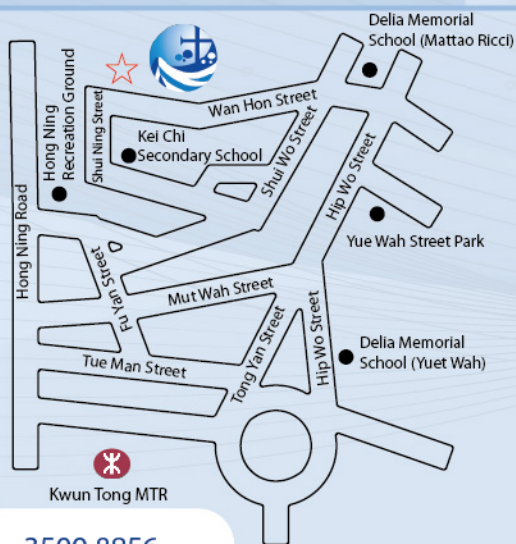 Delia Memorial
School (Mattao Ricci)
Hong Ning
Recreation Ground
Shui Ning Street
Wan Hon Street
Kei Chi
Secondary School
Shui Wo Street
Hip Wo Street
Hong Ning Road
Yue Wah Street Park
Fu Yan Street
Mut Wah Street
Tue Man Street
Tong Yan Street
Hip Wo Street
Delia Memorial
School (Yuet Wah)
Kwun Tong MTR